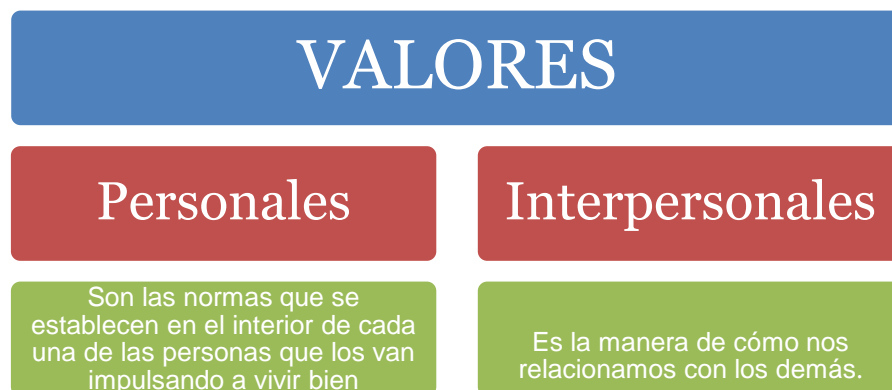 VALORES
Personales
Interpersonales
Son las normas que se
establecen en el interior de cada
una de las personas que los van
impulsando a vivir bien
Es la manera de cómo nos
relacionamos con los demás.